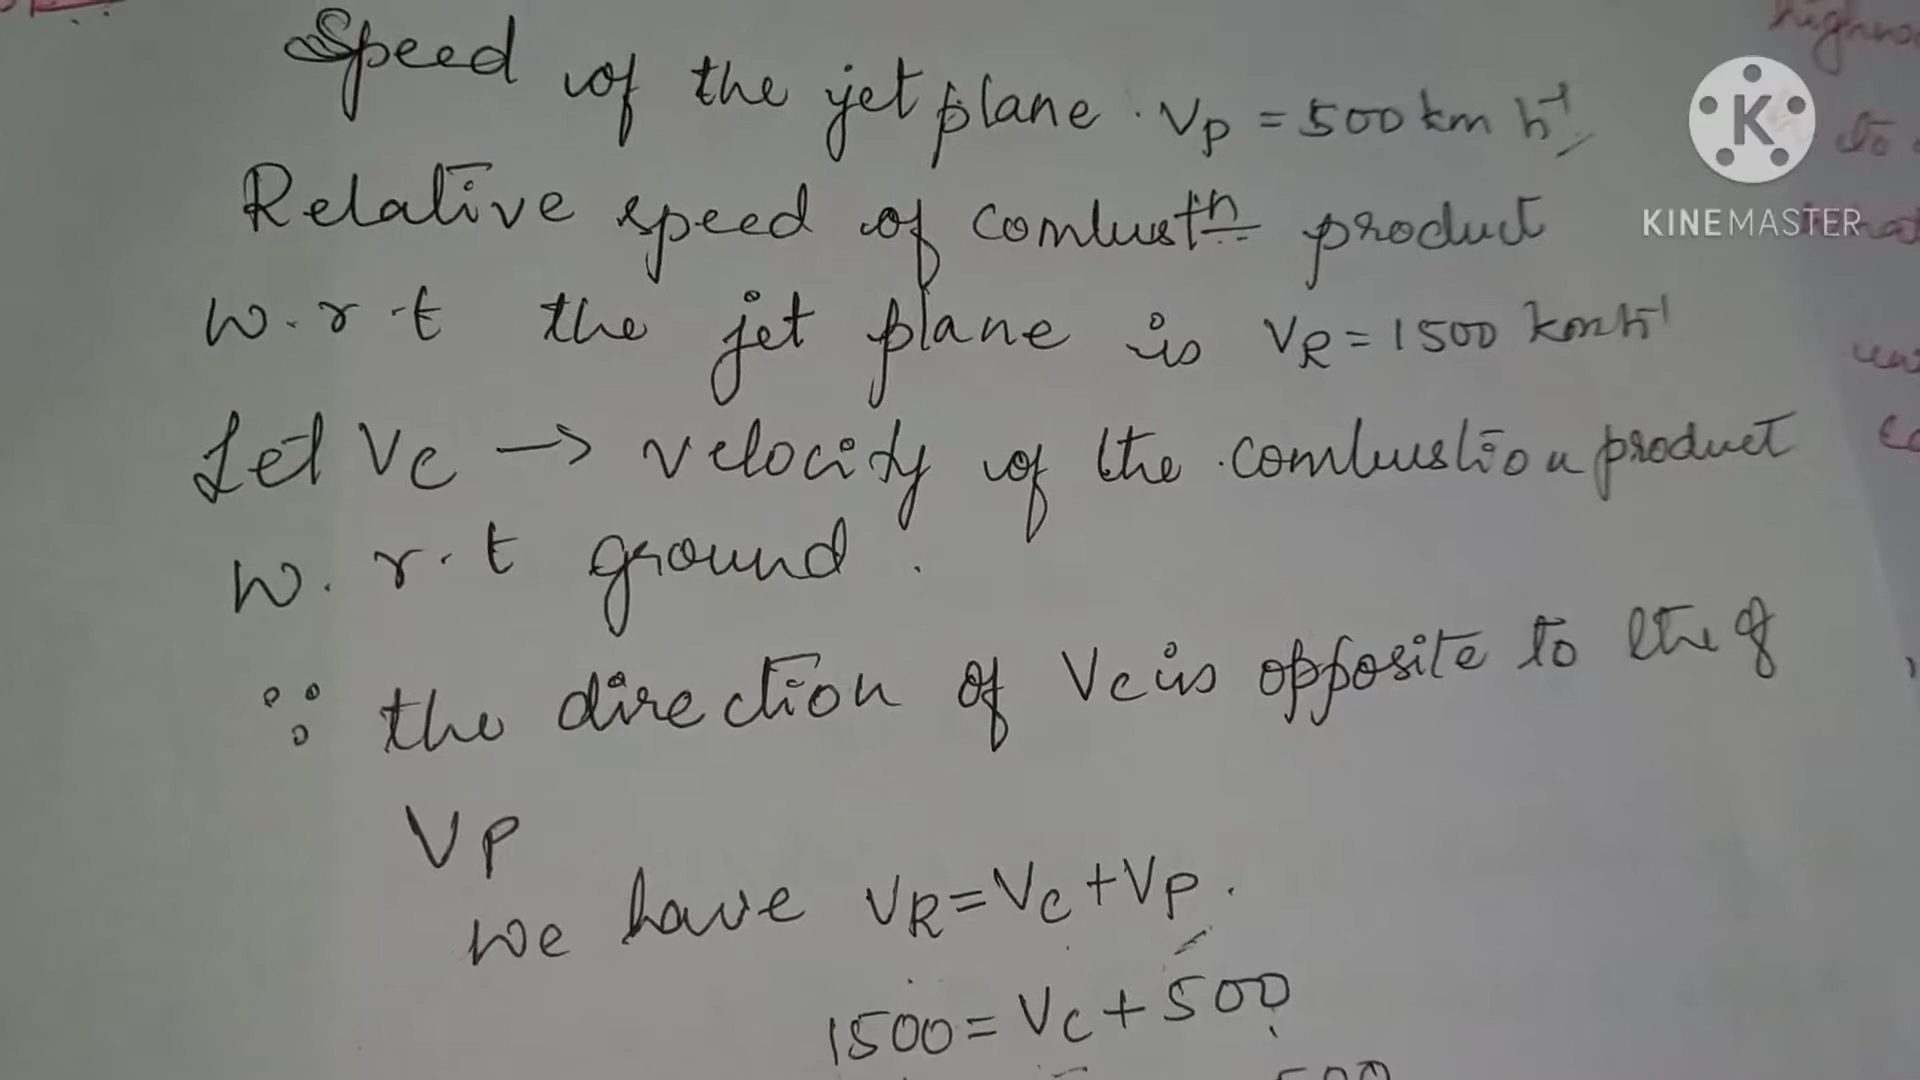 Speed of the jet plane. VP = 500 km h⁻¹
Relative speed of combustn product
w.r.t the jet plane is VR = 1500 km h⁻¹
Let VC → velocity of the combustion product
w.r.t ground.
∵ the direction of VC is opposite to the of
VP
we have VR = VC + VP.
1500 = VC + 500
500
K
KINEMASTER
to